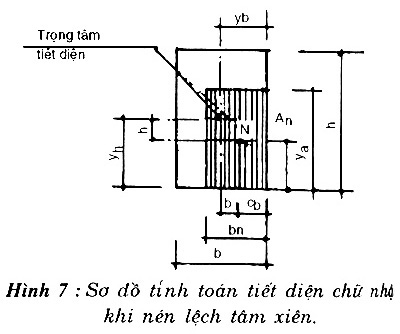 yb
Trọng tâm
tiết diện
h
An
N
h
yh
ya
h
b
cb
bn
b
Hình 7 : Sơ đồ tính toán tiết diện chữ nhậ
khi nén lệch tâm xiên.